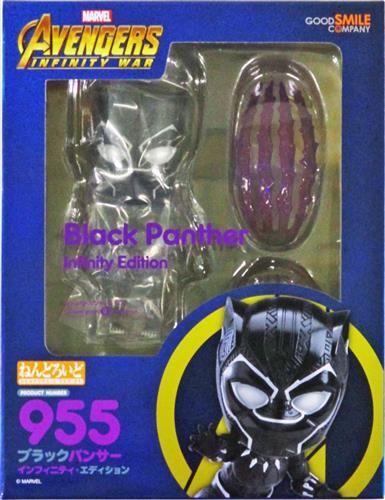 MARVEL
AVENGERS
INFINITY WAR
GOOD SMILE
COMPANY
Black Panther
Infinity Edition
ねんどろいど
PRODUCT NUMBER
955
ブラックパンサー
インフィニティ・エディション
© MARVEL